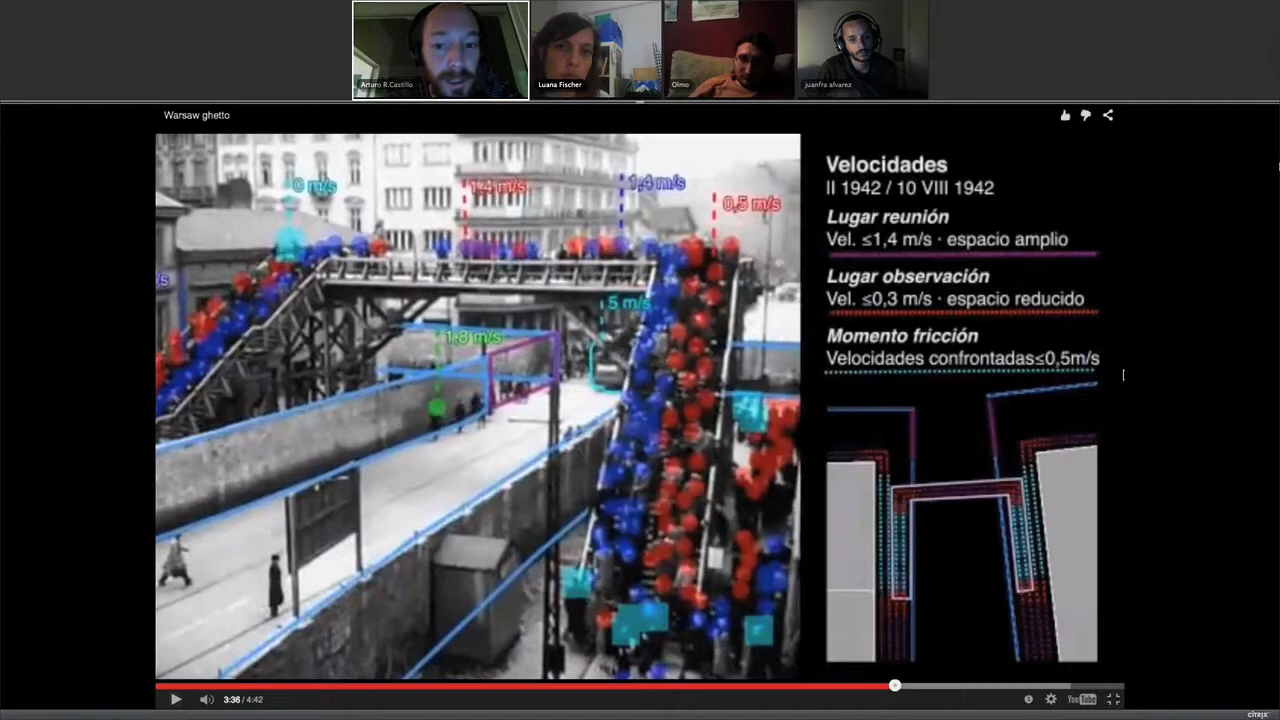 Arturo R.Castillo
Luana Fischer
Olmo
juanfra alvarez
Warsaw ghetto
0 m/s
1,4 m/s
1,4 m/s
0,5 m/s
/s
5 m/s
1,8 m/s
Velocidades
II 1942 / 10 VIII 1942
Lugar reunión
Vel. ≤1,4 m/s · espacio amplio
Lugar observación
Vel. ≤0,3 m/s · espacio reducido
Momento fricción
Velocidades confrontadas≤0,5m/s
3:36 / 4:42
YouTube
CITRIX